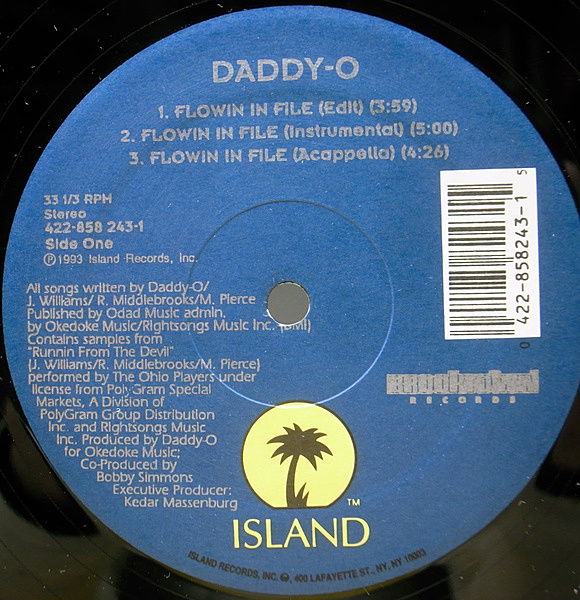 DADDY-O
1. FLOWIN IN FILE (Edit) (3:59)
2. FLOWIN IN FILE (Instrumental) (5:00)
3. FLOWIN IN FILE (Acappella) (4:26)
33 1/3 RPM
Stereo
422-858 243-1
Side One
Ⓟ1993 Island Records, Inc.
All songs written by Daddy-O/
J. Williams/ R. Middlebrooks/M. Pierce
Published by Odad Music admin.
by Okedoke Music/Rightsongs Music Inc. (BMI)
Contains samples from
"Runnin From The Devil"
(J. Williams/R. Middlebrooks/M. Pierce)
performed by The Ohio Players under
license from PolyGram Special
Markets, A Division of
PolyGram Group Distribution
Inc. and Rightsongs Music
Inc. Produced by Daddy-O
for Okedoke Music;
Co-Produced by
Bobby Simmons
Executive Producer:
Kedar Massenburg
422-858243-1 5
0
RECORDS
TM
ISLAND
ISLAND RECORDS, INC. 400 LAFAYETTE ST., NY, NY 10003